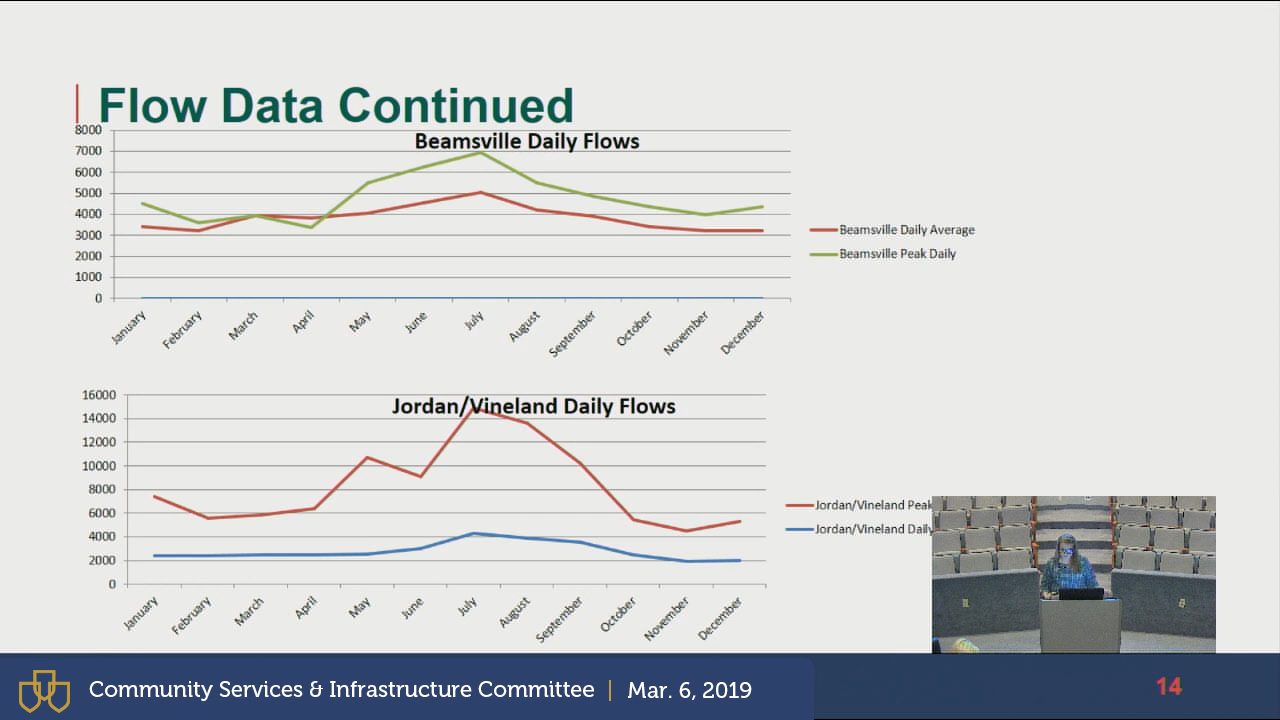 Flow Data Continued
Beamsville Daily Flows
8000
7000
6000
5000
4000
3000
2000
1000
0
January
February
March
April
May
June
July
August
September
October
November
December
Beamsville Daily Average
Beamsville Peak Daily
Jordan/Vineland Daily Flows
16000
14000
12000
10000
8000
6000
4000
2000
0
January
February
March
April
May
June
July
August
September
October
November
December
Jordan/Vineland Peak
Jordan/Vineland Daily
Community Services & Infrastructure Committee | Mar. 6, 2019
14